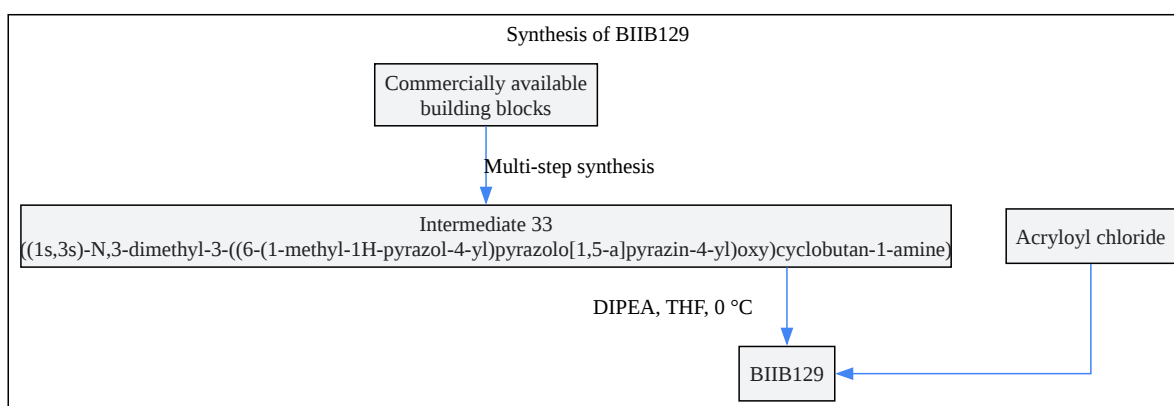 Synthesis of BIIB129
Commercially available
building blocks
Multi-step synthesis
Intermediate 33
((1s,3s)-N,3-dimethyl-3-((6-(1-methyl-1H-pyrazol-4-yl)pyrazolo[1,5-a]pyrazin-4-yl)oxy)cyclobutan-1-amine)
Acryloyl chloride
DIPEA, THF, 0 °C
BIIB129